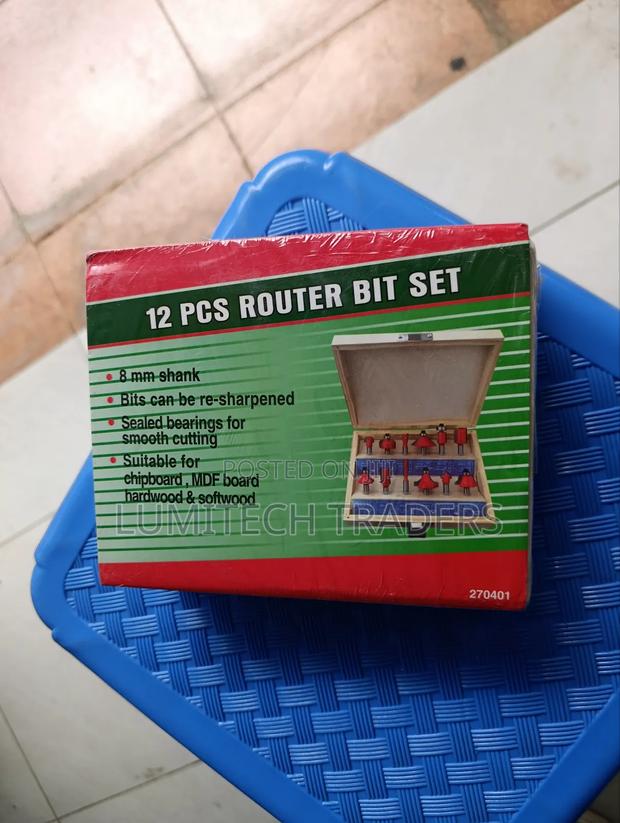 12 PCS ROUTER BIT SET
• 8 mm shank
• Bits can be re-sharpened
• Sealed bearings for
smooth cutting
• Suitable for
chipboard , MDF board
hardwood & softwood
POSTED ON
LUMITECH TRADERS
270401